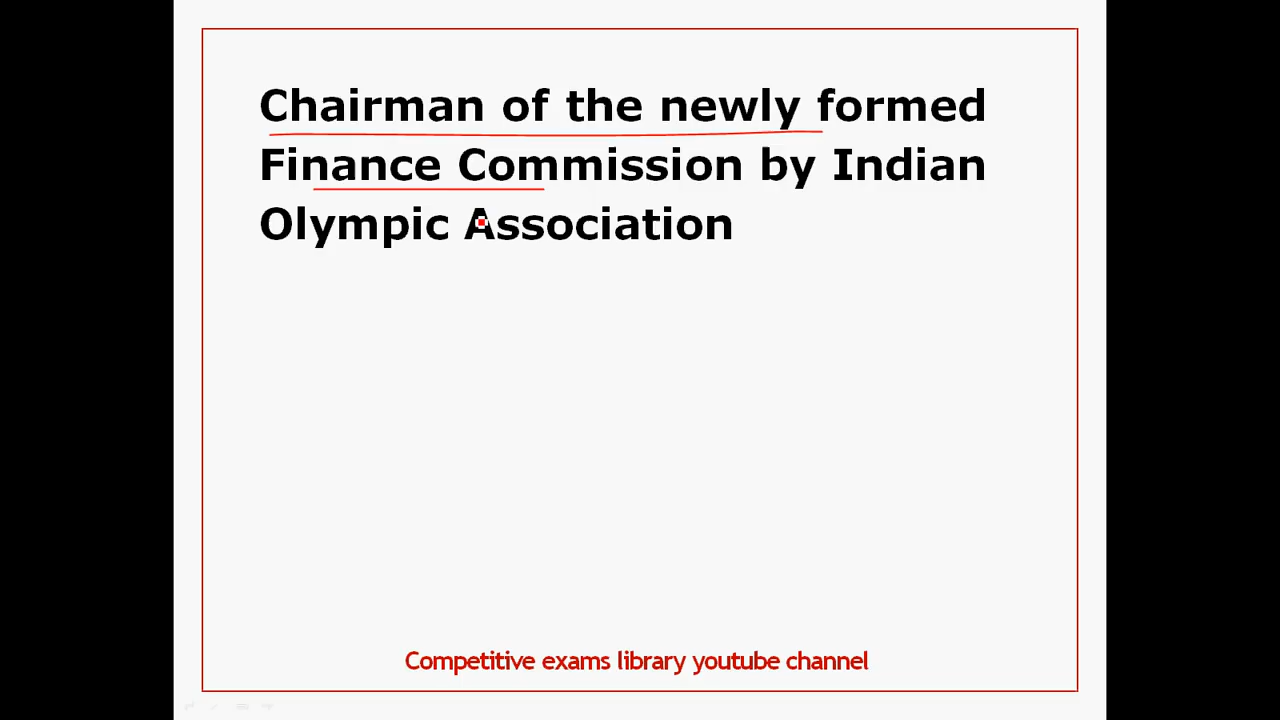 Chairman of the newly formed
Finance Commission by Indian
Olympic Association
Competitive exams library youtube channel